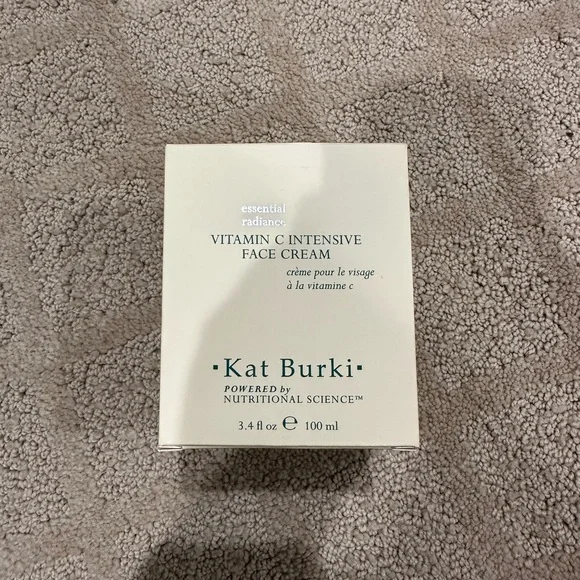 essential
radiance
VITAMIN C INTENSIVE
FACE CREAM
crème pour le visage
à la vitamine c
·Kat Burki·
POWERED by
NUTRITIONAL SCIENCE™
3.4 fl oz ℮ 100 ml